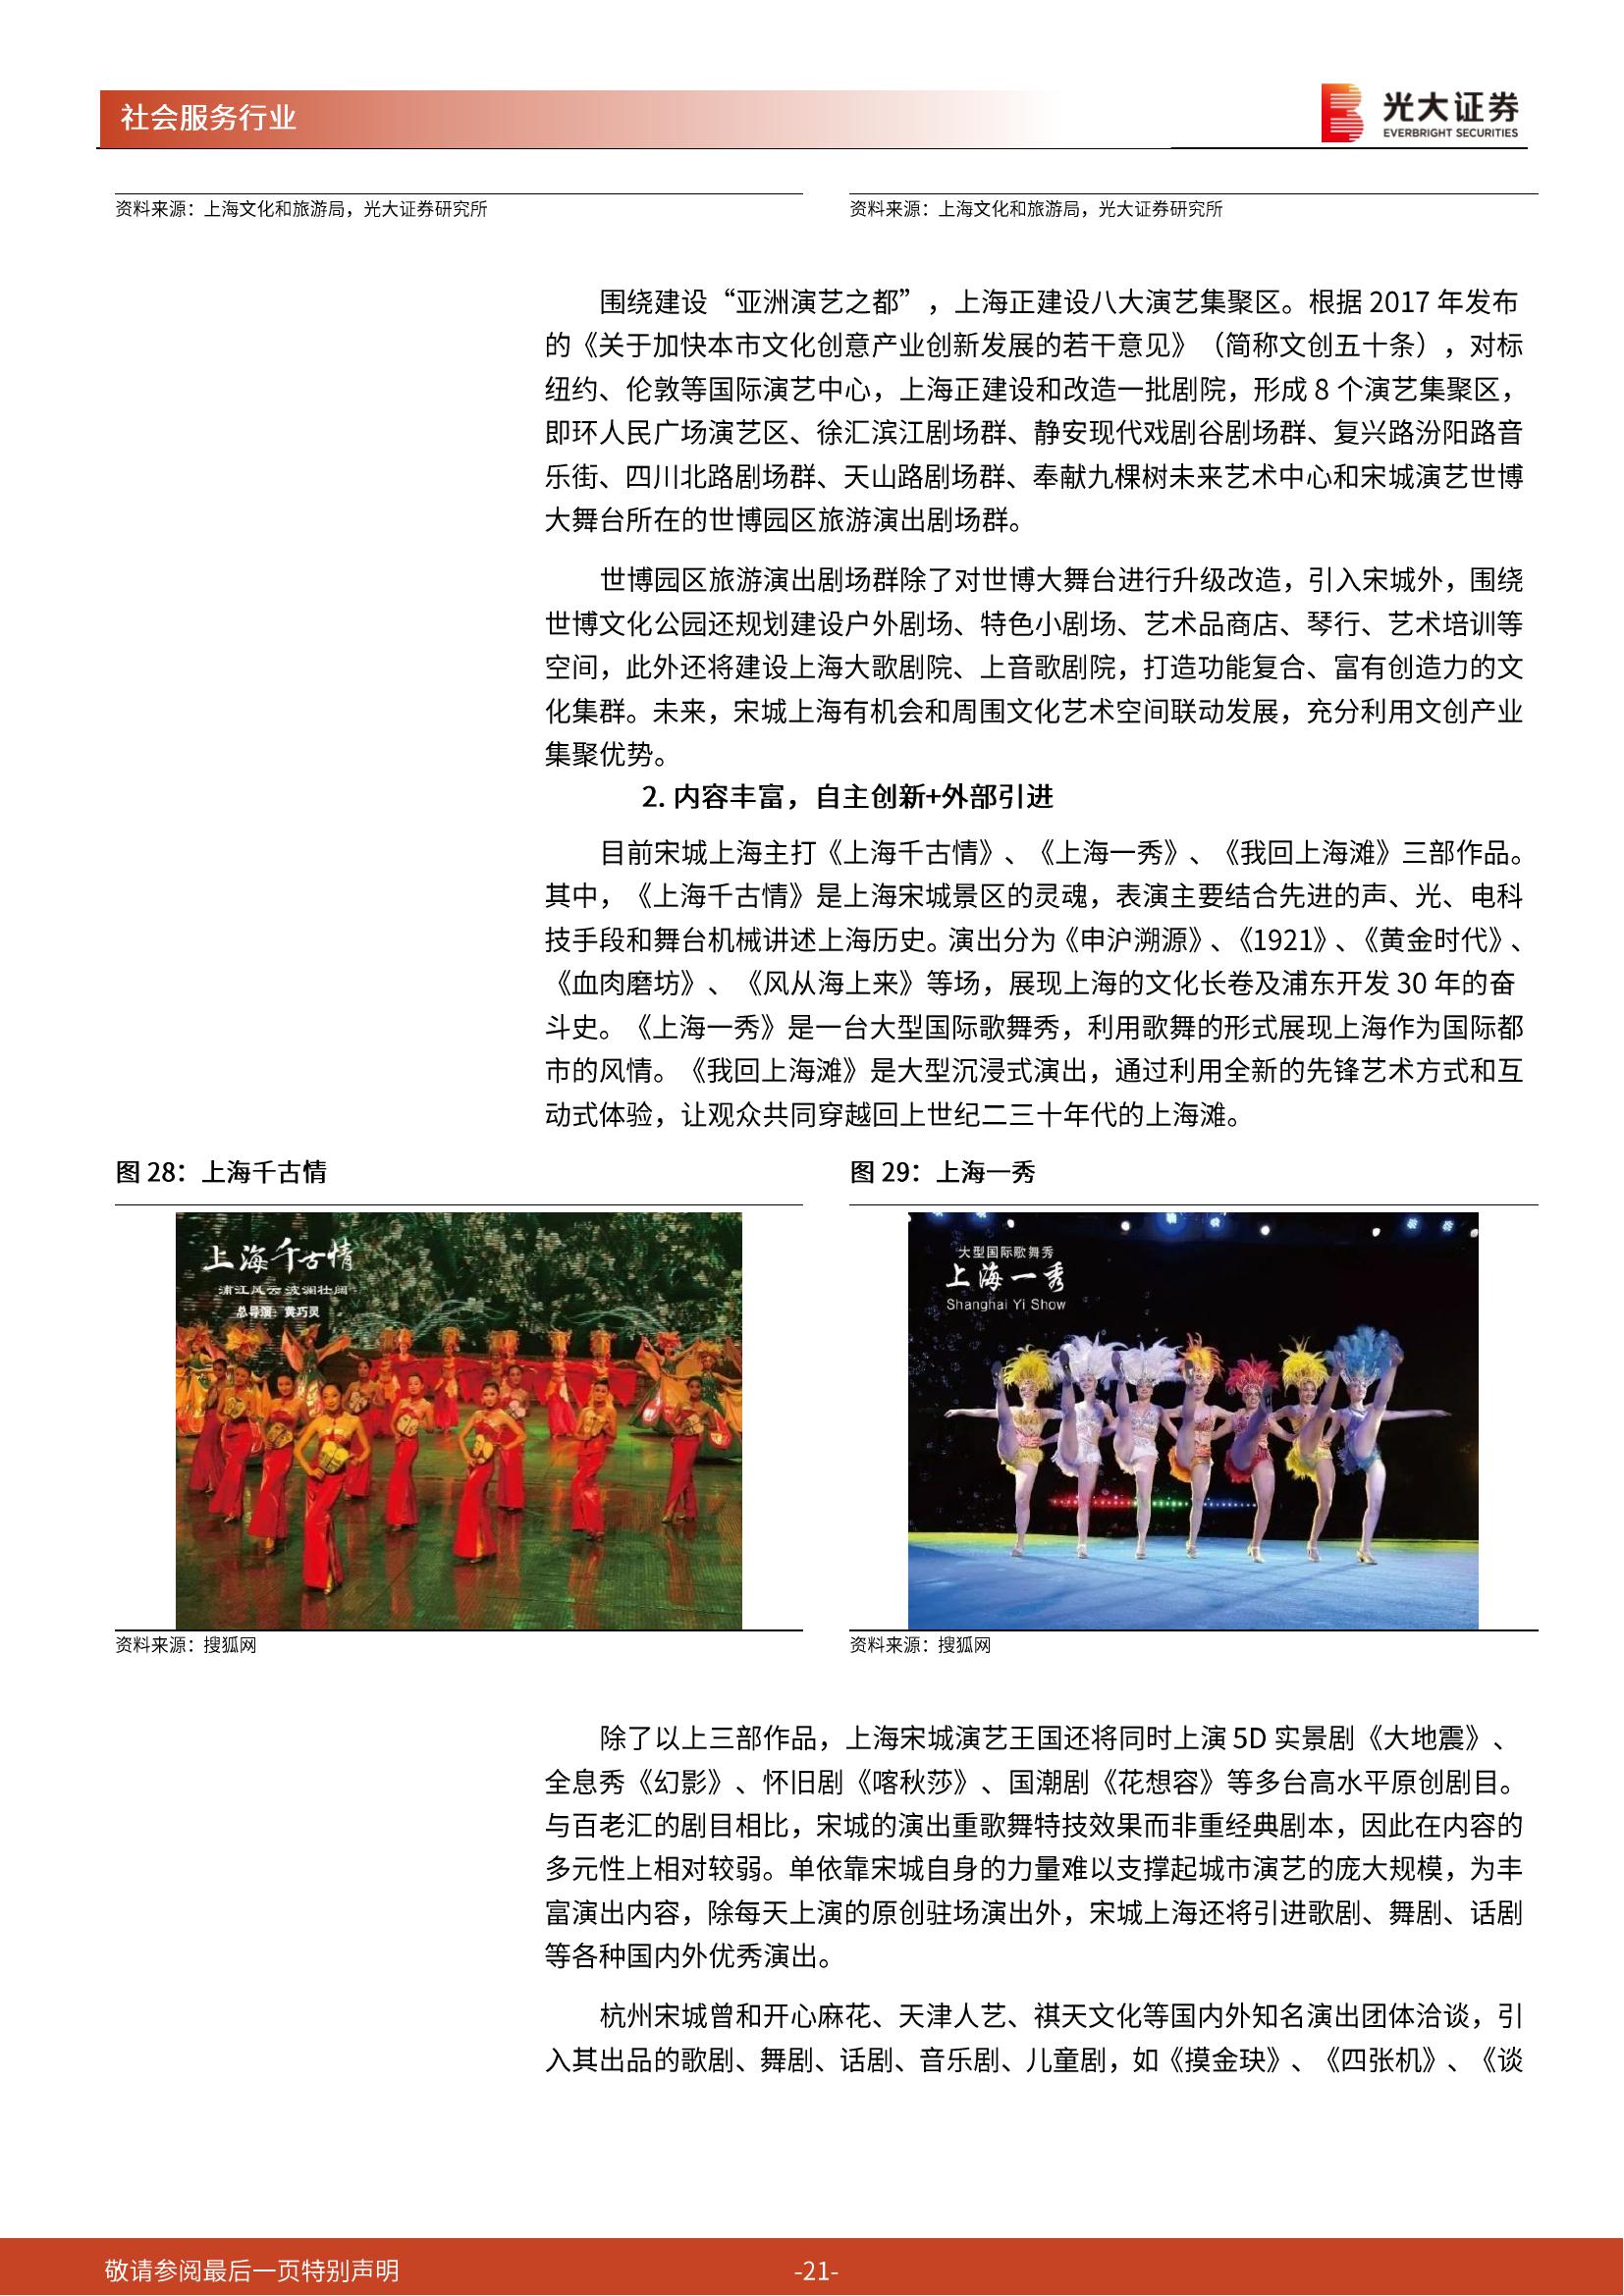 社会服务行业
光大证券
EVERBRIGHT SECURITIES
资料来源：上海文化和旅游局，光大证券研究所
资料来源：上海文化和旅游局，光大证券研究所
围绕建设“亚洲演艺之都”，上海正建设八大演艺集聚区。根据 2017 年发布
的《关于加快本市文化创意产业创新发展的若干意见》（简称文创五十条），对标
纽约、伦敦等国际演艺中心，上海正建设和改造一批剧院，形成 8 个演艺集聚区，
即环人民广场演艺区、徐汇滨江剧场群、静安现代戏剧谷剧场群、复兴路汾阳路音
乐街、四川北路剧场群、天山路剧场群、奉献九棵树未来艺术中心和宋城演艺世博
大舞台所在的世博园区旅游演出剧场群。
世博园区旅游演出剧场群除了对世博大舞台进行升级改造，引入宋城外，围绕
世博文化公园还规划建设户外剧场、特色小剧场、艺术品商店、琴行、艺术培训等
空间，此外还将建设上海大歌剧院、上音歌剧院，打造功能复合、富有创造力的文
化集群。未来，宋城上海有机会和周围文化艺术空间联动发展，充分利用文创产业
集聚优势。
2. 内容丰富，自主创新+外部引进
目前宋城上海主打《上海千古情》、《上海一秀》、《我回上海滩》三部作品。
其中，《上海千古情》是上海宋城景区的灵魂，表演主要结合先进的声、光、电科
技手段和舞台机械讲述上海历史。演出分为《申沪溯源》、《1921》、《黄金时代》、
《血肉磨坊》、《风从海上来》等场，展现上海的文化长卷及浦东开发 30 年的奋
斗史。《上海一秀》是一台大型国际歌舞秀，利用歌舞的形式展现上海作为国际都
市的风情。《我回上海滩》是大型沉浸式演出，通过利用全新的先锋艺术方式和互
动式体验，让观众共同穿越回上世纪二三十年代的上海滩。
图 28：上海千古情
图 29：上海一秀
上海千古情
浦江风云 波澜壮阔
总导演：黄巧灵
大型国际歌舞秀
上海一秀
Shanghai Yi Show
资料来源：搜狐网
资料来源：搜狐网
除了以上三部作品，上海宋城演艺王国还将同时上演 5D 实景剧《大地震》、
全息秀《幻影》、怀旧剧《喀秋莎》、国潮剧《花想容》等多台高水平原创剧目。
与百老汇的剧目相比，宋城的演出重歌舞特技效果而非重经典剧本，因此在内容的
多元性上相对较弱。单依靠宋城自身的力量难以支撑起城市演艺的庞大规模，为丰
富演出内容，除每天上演的原创驻场演出外，宋城上海还将引进歌剧、舞剧、话剧
等各种国内外优秀演出。
杭州宋城曾和开心麻花、天津人艺、祺天文化等国内外知名演出团体洽谈，引
入其出品的歌剧、舞剧、话剧、音乐剧、儿童剧，如《摸金玦》、《四张机》、《谈
敬请参阅最后一页特别声明
-21-